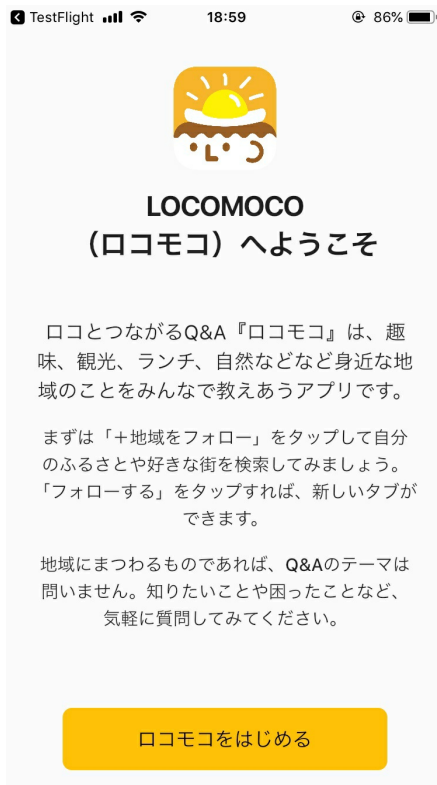 TestFlight 18:59 86%
LOCOMOCO
（ロコモコ）へようこそ
ロコとつながるQ&A『ロコモコ』は、趣
味、観光、ランチ、自然などなど身近な地
域のことをみんなで教えあうアプリです。
まずは「＋地域をフォロー」をタップして自分
のふるさとや好きな街を検索してみましょう。
「フォローする」をタップすれば、新しいタブが
できます。
地域にまつわるものであれば、Q&Aのテーマは
問いません。知りたいことや困ったことなど、
気軽に質問してみてください。
ロコモコをはじめる